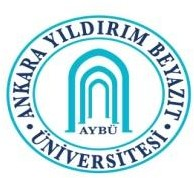 ANKARA YILDIRIM BEYAZIT
AYBÜ
· ÜNİVERSİTESİ ·